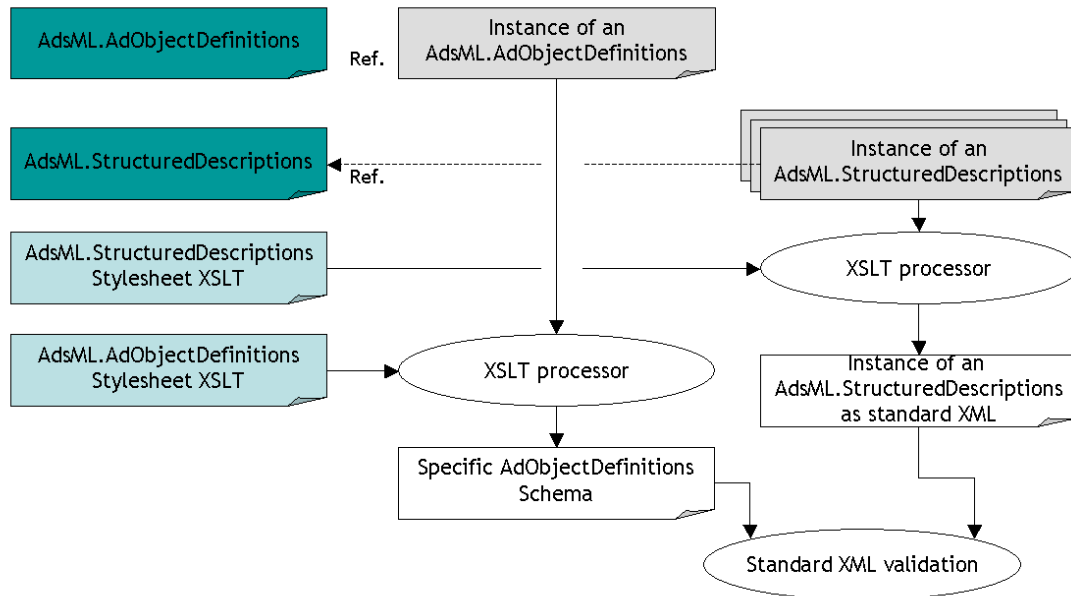 AdsML.AdObjectDefinitions
Ref.
Instance of an
AdsML.AdObjectDefinitions
AdsML.StructuredDescriptions
Ref.
Instance of an
AdsML.StructuredDescriptions
AdsML.StructuredDescriptions
Stylesheet XSLT
XSLT processor
AdsML.AdObjectDefinitions
Stylesheet XSLT
XSLT processor
Instance of an
AdsML.StructuredDescriptions
as standard XML
Specific AdObjectDefinitions
Schema
Standard XML validation